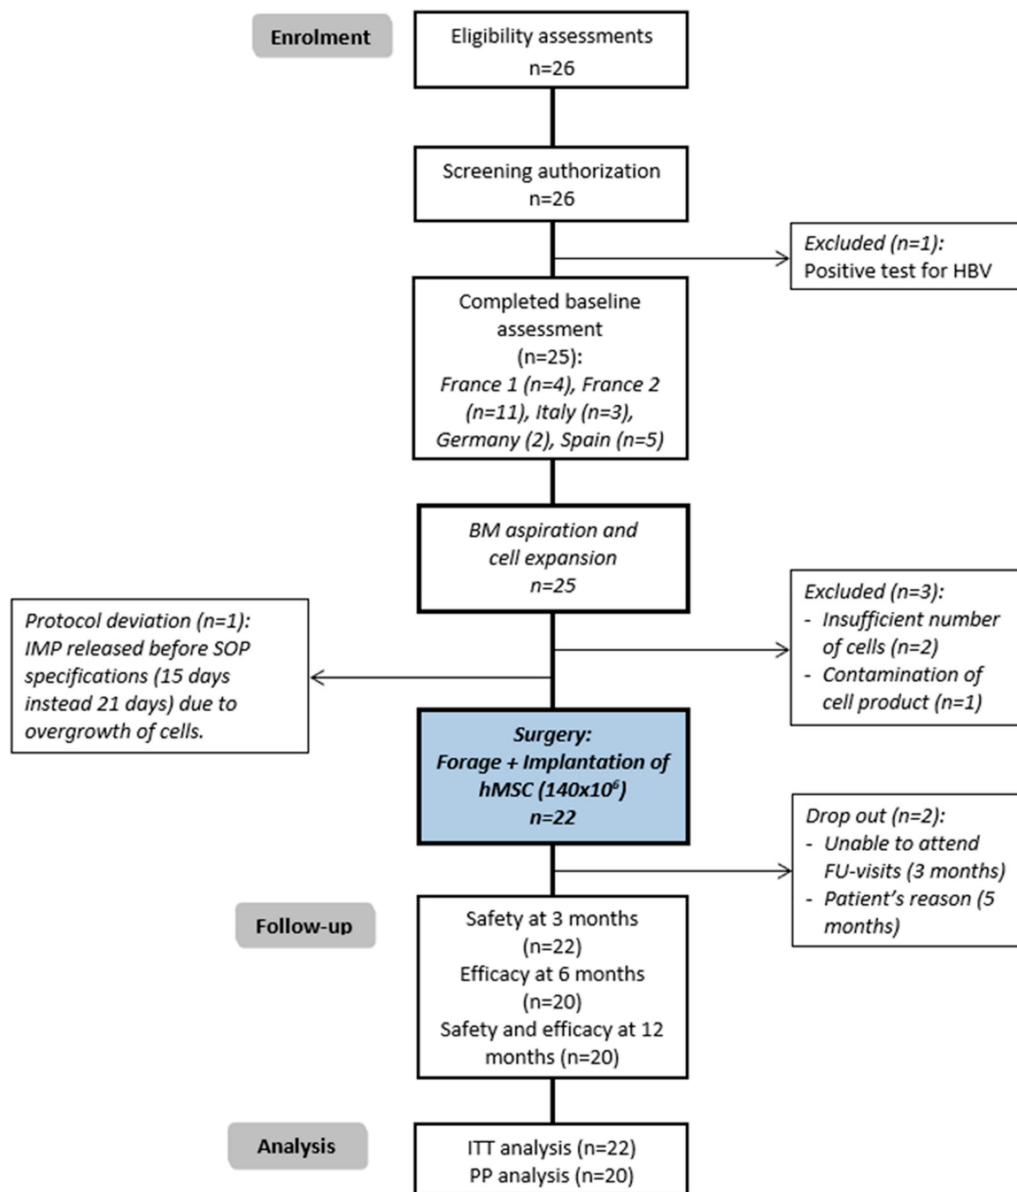 Enrolment
Eligibility assessments
n=26
Screening authorization
n=26
Excluded (n=1):
Positive test for HBV
Completed baseline
assessment
(n=25):
France 1 (n=4), France 2
(n=11), Italy (n=3),
Germany (2), Spain (n=5)
BM aspiration and
cell expansion
n=25
Protocol deviation (n=1):
IMP released before SOP
specifications (15 days
instead 21 days) due to
overgrowth of cells.
Excluded (n=3):
- Insufficient number
of cells (n=2)
- Contamination of
cell product (n=1)
Surgery:
Forage + Implantation of
hMSC (140x10⁶)
n=22
Drop out (n=2):
- Unable to attend
FU-visits (3 months)
- Patient's reason (5
months)
Follow-up
Safety at 3 months
(n=22)
Efficacy at 6 months
(n=20)
Safety and efficacy at 12
months (n=20)
Analysis
ITT analysis (n=22)
PP analysis (n=20)